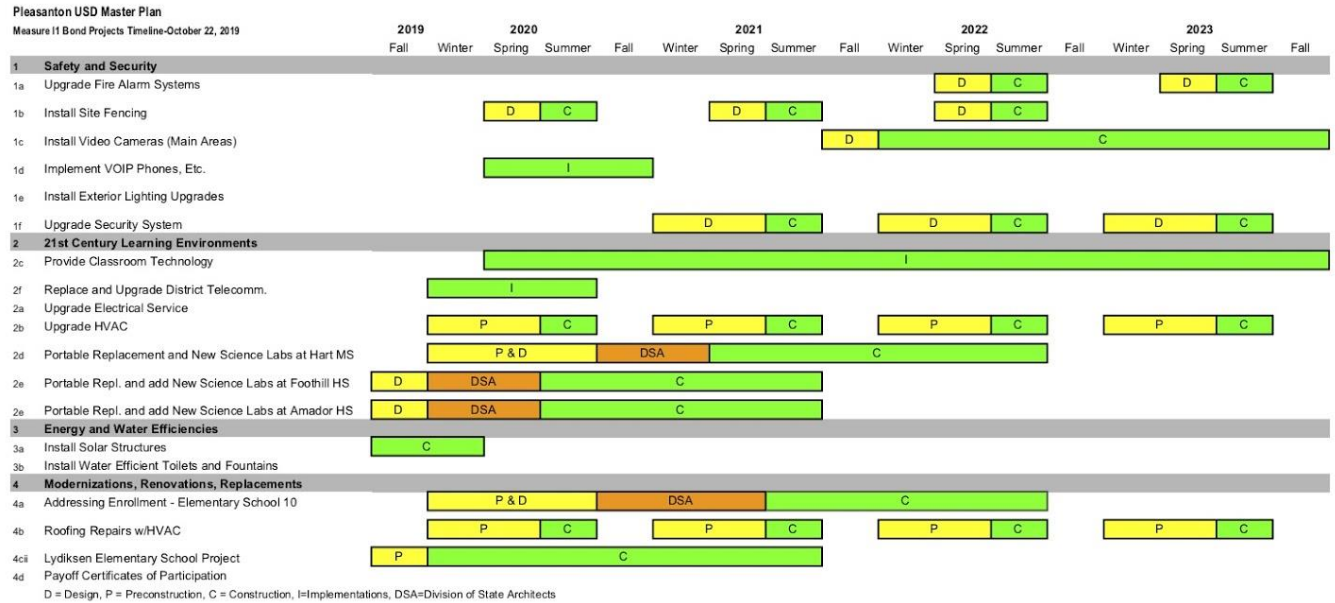 Pleasanton USD Master Plan
Measure I1 Bond Projects Timeline-October 22, 2019
2019 2020 2021 2022 2023
Fall Winter Spring Summer Fall Winter Spring Summer Fall Winter Spring Summer Fall Winter Spring Summer Fall
1 Safety and Security
1a Upgrade Fire Alarm Systems D C D C
1b Install Site Fencing D C D C D C
1c Install Video Cameras (Main Areas) D C
1d Implement VOIP Phones, Etc. I
1e Install Exterior Lighting Upgrades
1f Upgrade Security System D C D C D C
2 21st Century Learning Environments
2c Provide Classroom Technology I
2f Replace and Upgrade District Telecomm. I
2a Upgrade Electrical Service
2b Upgrade HVAC P C P C P C P C
2d Portable Replacement and New Science Labs at Hart MS P & D DSA C
2e Portable Repl. and add New Science Labs at Foothill HS D DSA C
2e Portable Repl. and add New Science Labs at Amador HS D DSA C
3 Energy and Water Efficiencies
3a Install Solar Structures C
3b Install Water Efficient Toilets and Fountains
4 Modernizations, Renovations, Replacements
4a Addressing Enrollment - Elementary School 10 P & D DSA C
4b Roofing Repairs w/HVAC P C P C P C P C
4cii Lydiksen Elementary School Project P C
4d Payoff Certificates of Participation
D = Design, P = Preconstruction, C = Construction, I=Implementations, DSA=Division of State Architects